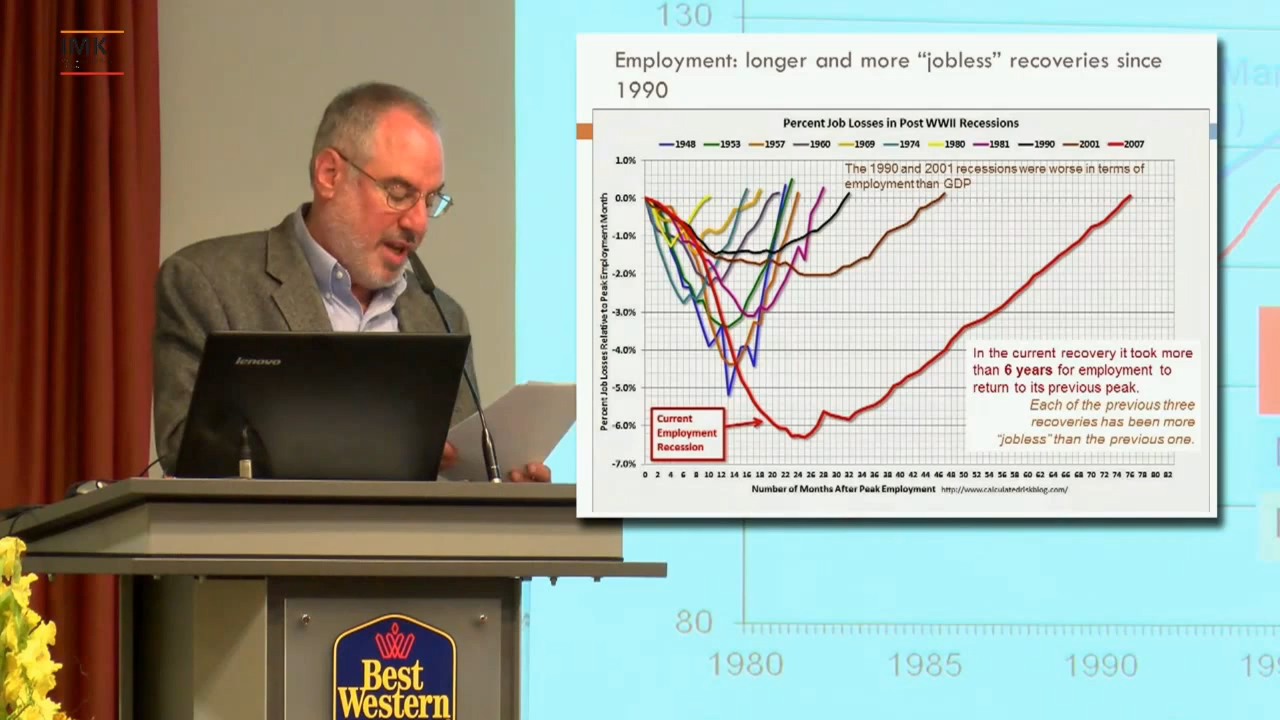 IMK
130
Employment: longer and more “jobless” recoveries since
1990
Percent Job Losses in Post WWII Recessions
1948 1953 1957 1960 1969 1974 1980 1981 1990 2001 2007
The 1990 and 2001 recessions were worse in terms of
employment than GDP
1.0%
0.0%
-1.0%
-2.0%
-3.0%
-4.0%
-5.0%
-6.0%
-7.0%
Percent Job Losses Relative to Peak Employment Month
In the current recovery it took more
than 6 years for employment to
return to its previous peak.
Each of the previous three
recoveries has been more
“jobless” than the previous one.
Current
Employment
Recession
0 2 4 6 8 10 12 14 16 18 20 22 24 26 28 30 32 34 36 38 40 42 44 46 48 50 52 54 56 58 60 62 64 66 68 70 72 74 76 78 80 82
Number of Months After Peak Employment http://www.calculatedriskblog.com/
lenovo
80
1980 1985 1990
Best
Western